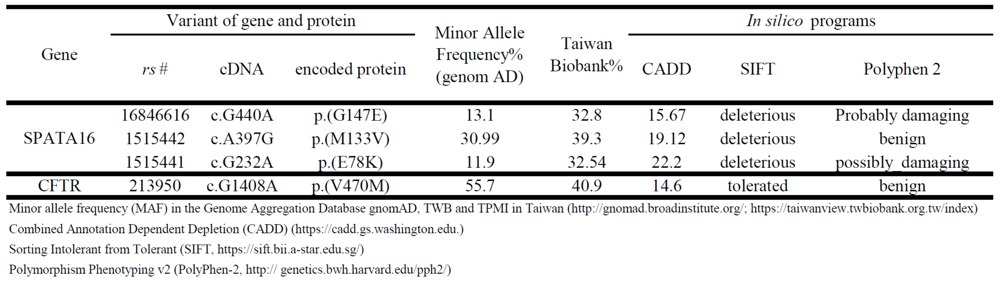 Variant of gene and protein In silico programs
Gene rs # cDNA encoded protein Minor Allele Frequency% (genom AD) Taiwan Biobank% CADD SIFT Polyphen 2
SPATA16 16846616 c.G440A p.(G147E) 13.1 32.8 15.67 deleterious Probably damaging
1515442 c.A397G p.(M133V) 30.99 39.3 19.12 deleterious benign
1515441 c.G232A p.(E78K) 11.9 32.54 22.2 deleterious possibly_damaging
CFTR 213950 c.G1408A p.(V470M) 55.7 40.9 14.6 tolerated benign
Minor allele frequency (MAF) in the Genome Aggregation Database gnomAD, TWB and TPMI in Taiwan (http://gnomad.broadinstitute.org/; https://taiwanview.twbiobank.org.tw/index)
Combined Annotation Dependent Depletion (CADD) (https://cadd.gs.washington.edu.)
Sorting Intolerant from Tolerant (SIFT, https://sift.bii.a-star.edu.sg/)
Polymorphism Phenotyping v2 (PolyPhen-2, http:// genetics.bwh.harvard.edu/pph2/)